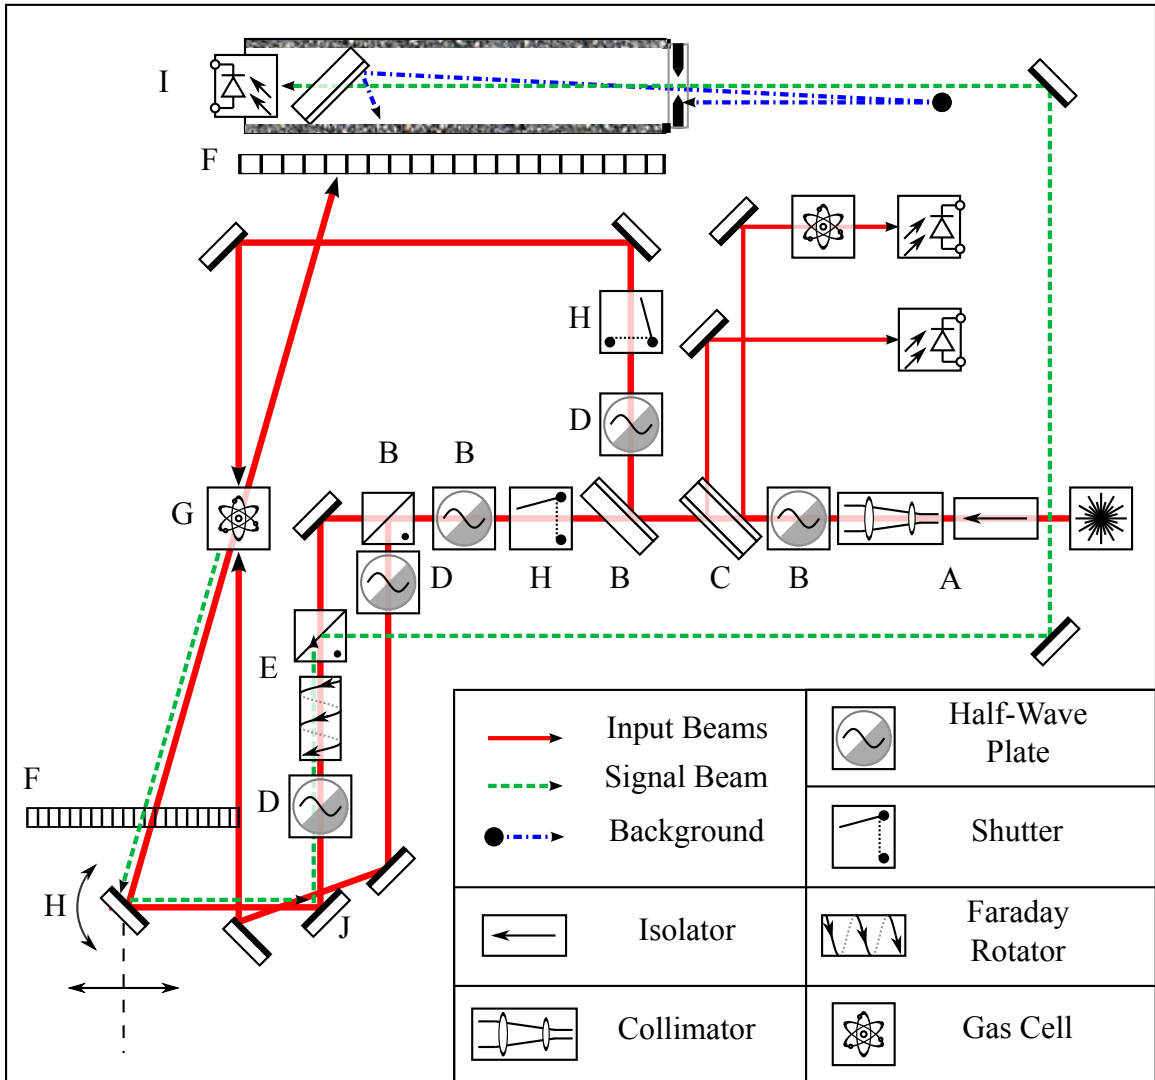 I
F
H
D
B
B
G
D
H
B
C
B
A
E
F
D
H
J
Input Beams
Signal Beam
Background
Half-Wave
Plate
Shutter
Isolator
Faraday
Rotator
Collimator
Gas Cell